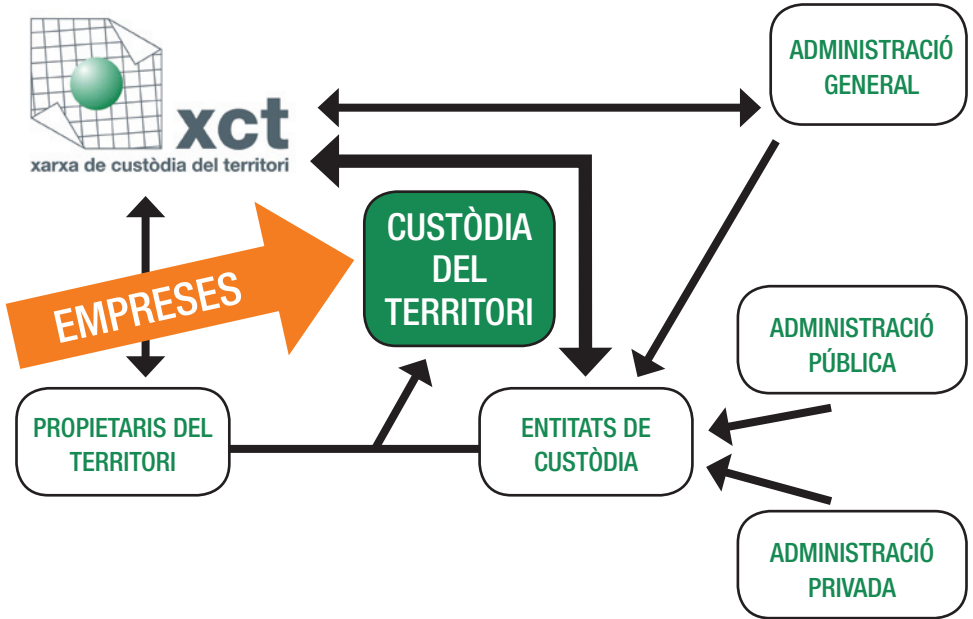 xct
xarxa de custòdia del territori
ADMINISTRACIÓ
GENERAL
CUSTÒDIA
DEL
TERRITORI
EMPRESES
ADMINISTRACIÓ
PÚBLICA
PROPIETARIS DEL
TERRITORI
ENTITATS DE
CUSTÒDIA
ADMINISTRACIÓ
PRIVADA